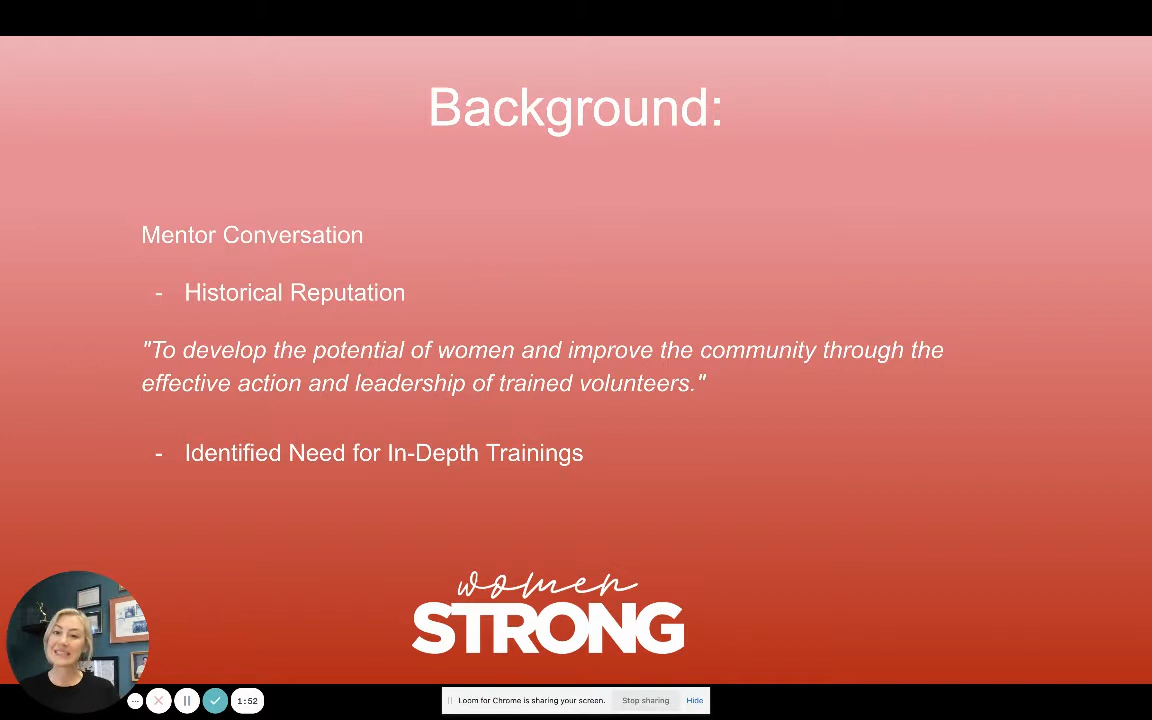 Background:
Mentor Conversation
- Historical Reputation
"To develop the potential of women and improve the community through the
effective action and leadership of trained volunteers."
- Identified Need for In-Depth Trainings
women
STRONG
1:52
Loom for Chrome is sharing your screen. Stop sharing Hide